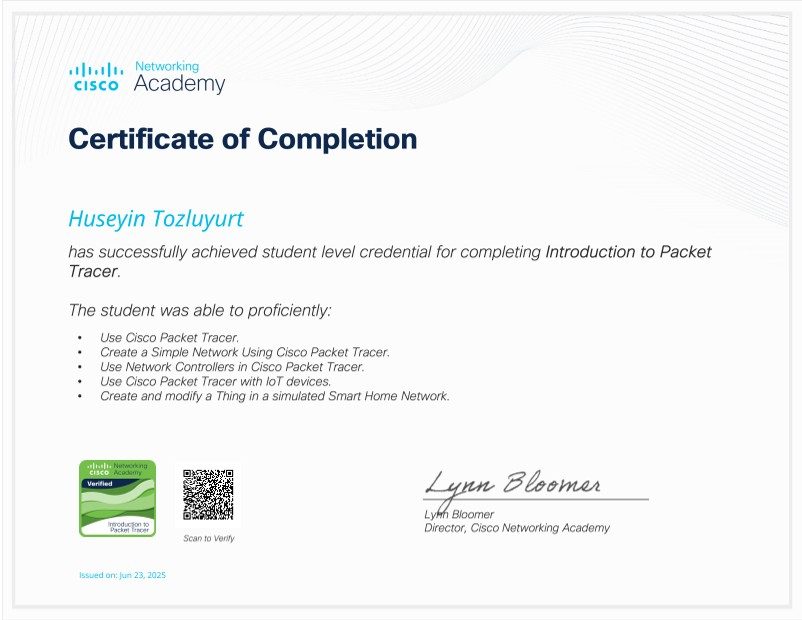 Networking
CISCO Academy
Certificate of Completion
Huseyin Tozluyurt
has successfully achieved student level credential for completing Introduction to Packet
Tracer.
The student was able to proficiently:
• Use Cisco Packet Tracer.
• Create a Simple Network Using Cisco Packet Tracer.
• Use Network Controllers in Cisco Packet Tracer.
• Use Cisco Packet Tracer with IoT devices.
• Create and modify a Thing in a simulated Smart Home Network.
Networking
CISCO Academy
Verified
Introduction to
Packet Tracer
Scan to Verify
Lynn Bloomer
Lynn Bloomer
Director, Cisco Networking Academy
Issued on: Jun 23, 2025